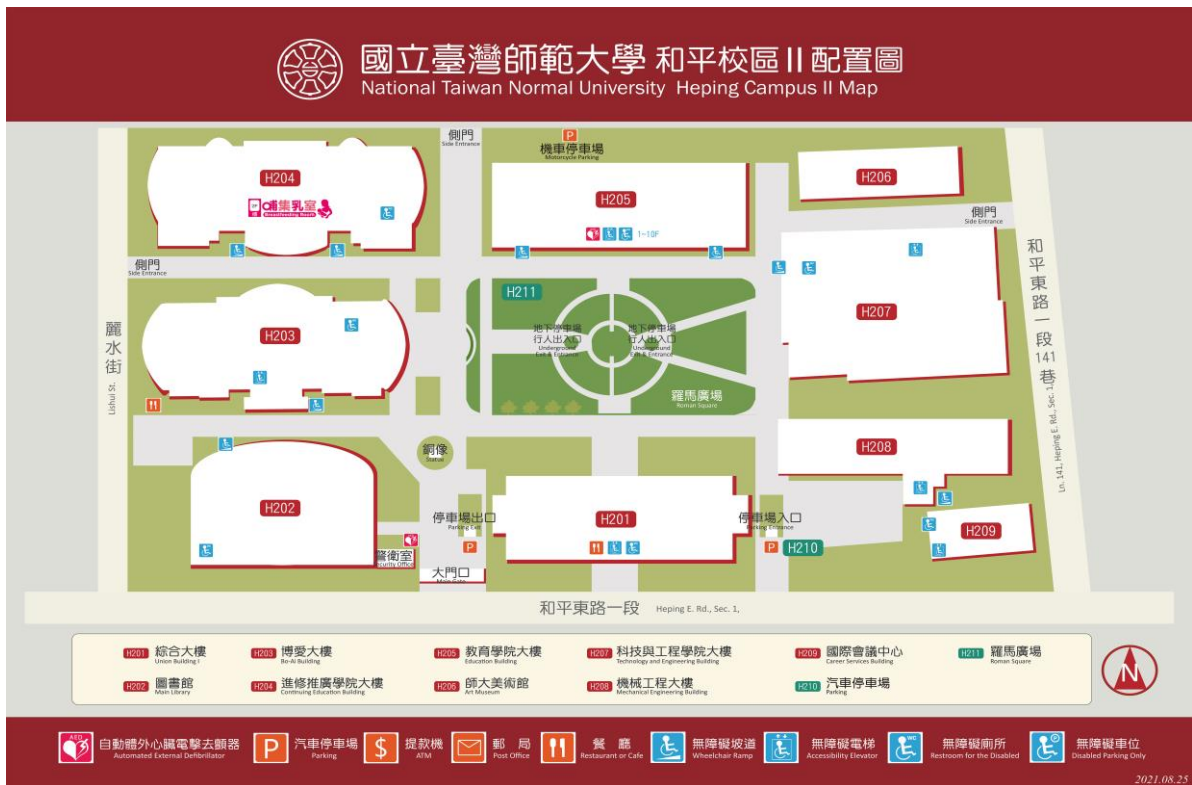 國立臺灣師範大學 和平校區 II 配置圖
National Taiwan Normal University Heping Campus II Map
側門
Side Entrance
P
機車停車場
Motorcycle Parking
H204
哺集乳室
Breastfeeding Room
H205
1~10F
H206
側門
Side Entrance
側門
Side Entrance
H211
H207
和平東路一段141巷
Ln. 141, Heping E. Rd., Sec. 1,
麗水街
Lishui St.
H203
地下停車場
行人出入口
Underground
Exit & Entrance
地下停車場
行人出入口
Underground
Exit & Entrance
羅馬廣場
Roman Square
銅像
Statue
H208
H202
停車場出口
Parking Exit
P
H201
停車場入口
Parking Entrance
P
H210
H209
警衛室
Security Office
大門口
Main Gate
和平東路一段 Heping E. Rd., Sec. 1,
H201 綜合大樓
Union Building I
H203 博愛大樓
Bo-Ai Building
H205 教育學院大樓
Education Building
H207 科技與工程學院大樓
Technology and Engineering Building
H209 國際會議中心
Career Services Building
H211 羅馬廣場
Roman Square
H202 圖書館
Main Library
H204 進修推廣學院大樓
Continuing Education Building
H206 師大美術館
Art Museum
H208 機械工程大樓
Mechanical Engineering Building
H210 汽車停車場
Parking
N
AED
自動體外心臟電擊去顫器
Automated External Defibrillator
P
汽車停車場
Parking
$
提款機
ATM
郵局
Post Office
餐廳
Restaurant or Cafe
無障礙坡道
Wheelchair Ramp
無障礙電梯
Accessibility Elevator
WC
無障礙廁所
Restroom for the Disabled
P
無障礙車位
Disabled Parking Only
2021.08.25